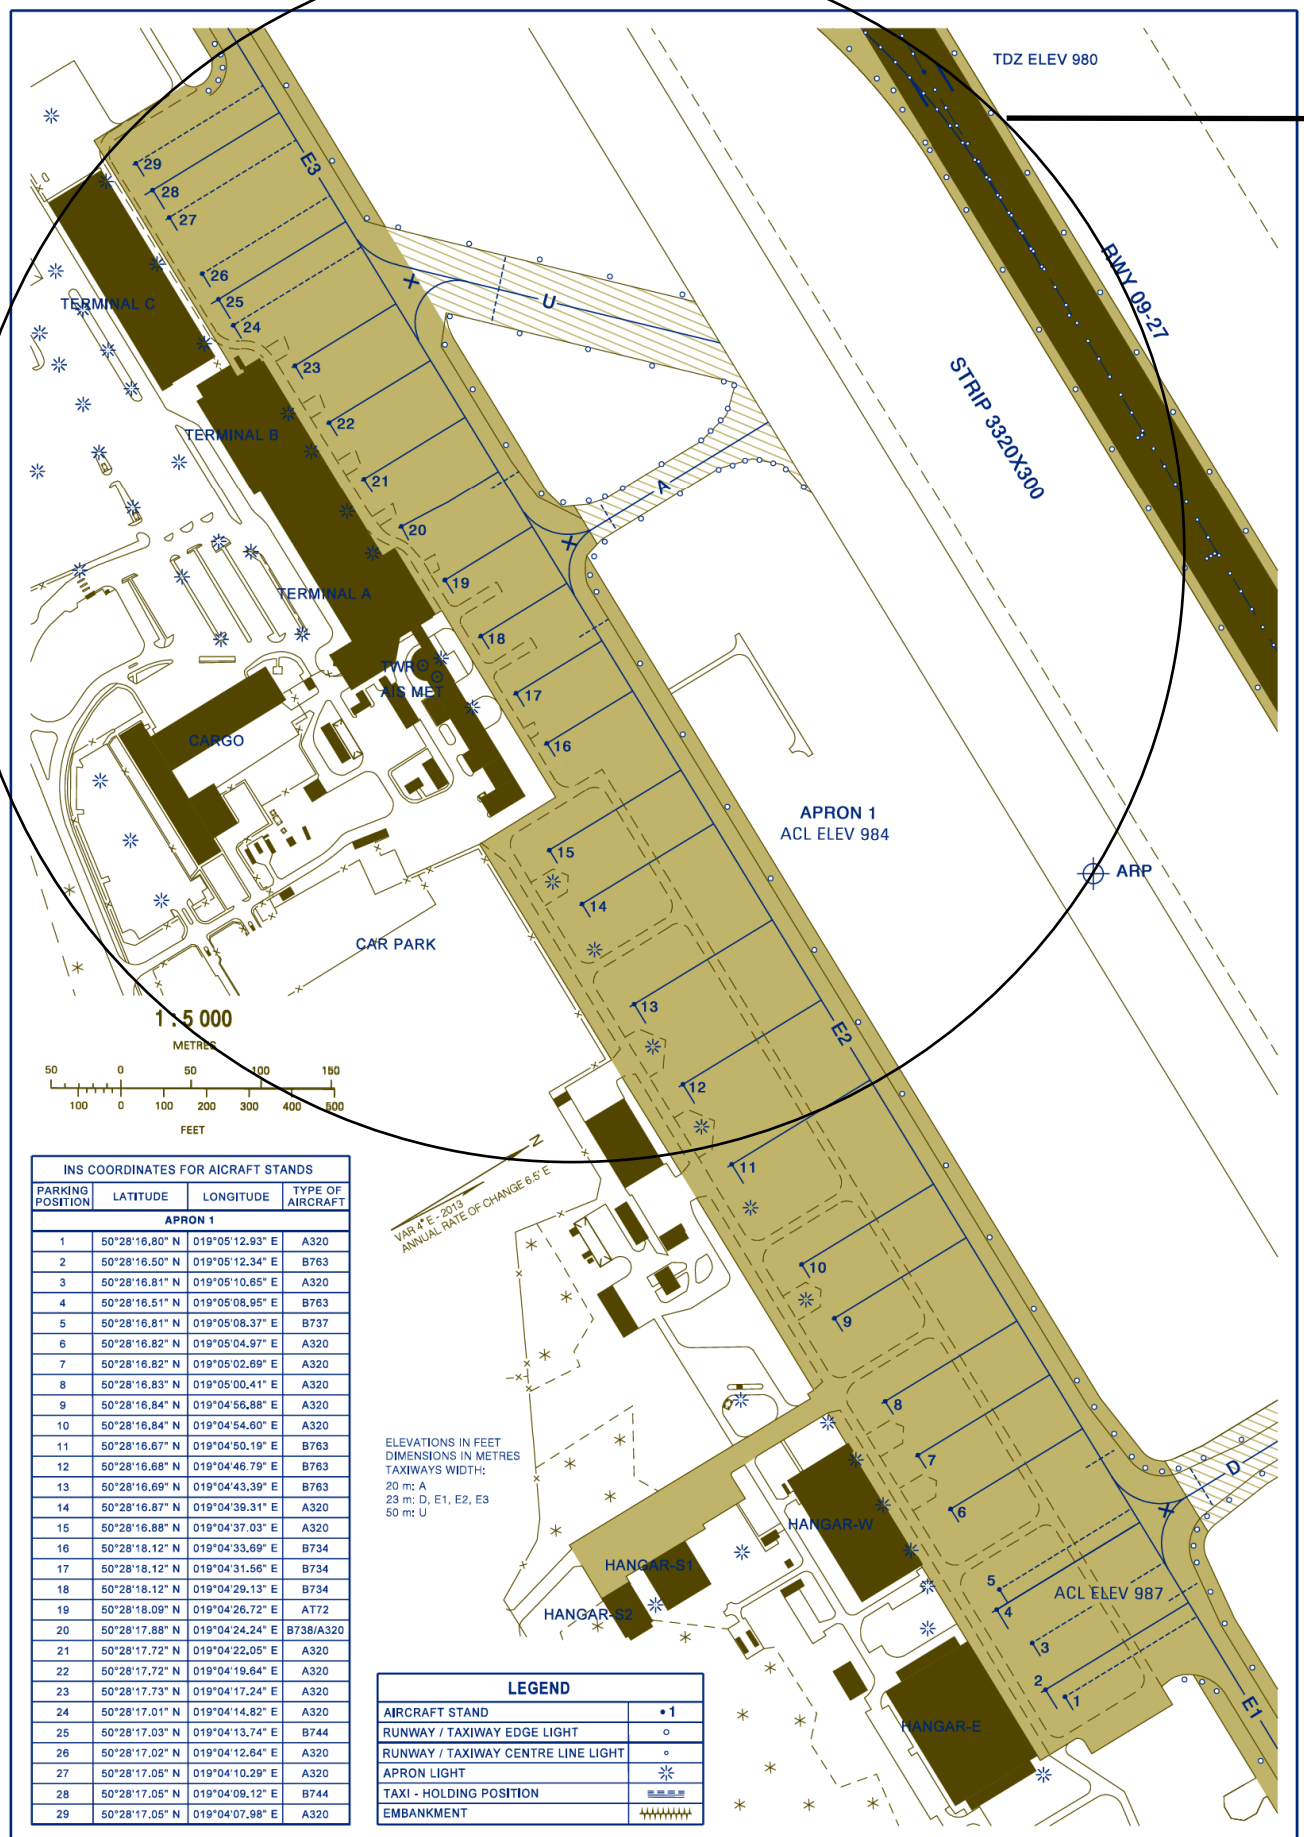 TDZ ELEV 980
E3
29
28
27
26
25
24
23
22
21
20
19
18
17
16
TERMINAL C
TERMINAL B
TERMINAL A
U
A
RWY 09-27
STRIP 3320X300
TWR
AIS MET
CARGO
APRON 1
ACL ELEV 984
ARP
CAR PARK
15
14
13
12
11
10
9
8
7
6
5
4
3
2
1
E2
1 : 5 000
METRES
50 0 50 100 150
100 0 100 200 300 400 500
FEET
N
VAR 4° E - 2013
ANNUAL RATE OF CHANGE 6.5' E
INS COORDINATES FOR AICRAFT STANDS
PARKING POSITION LATITUDE LONGITUDE TYPE OF AIRCRAFT
APRON 1
1 50°28'16.80" N 019°05'12.93" E A320
2 50°28'16.50" N 019°05'12.34" E B763
3 50°28'16.81" N 019°05'10.65" E A320
4 50°28'16.51" N 019°05'08.95" E B763
5 50°28'16.81" N 019°05'08.37" E B737
6 50°28'16.82" N 019°05'04.97" E A320
7 50°28'16.82" N 019°05'02.69" E A320
8 50°28'16.83" N 019°05'00.41" E A320
9 50°28'16.84" N 019°04'56.88" E A320
10 50°28'16.84" N 019°04'54.60" E A320
11 50°28'16.67" N 019°04'50.19" E B763
12 50°28'16.68" N 019°04'46.79" E B763
13 50°28'16.69" N 019°04'43.39" E B763
14 50°28'16.87" N 019°04'39.31" E A320
15 50°28'16.88" N 019°04'37.03" E A320
16 50°28'18.12" N 019°04'33.69" E B734
17 50°28'18.12" N 019°04'31.56" E B734
18 50°28'18.12" N 019°04'29.13" E B734
19 50°28'18.09" N 019°04'26.72" E AT72
20 50°28'17.88" N 019°04'24.24" E B738/A320
21 50°28'17.72" N 019°04'22.05" E A320
22 50°28'17.72" N 019°04'19.64" E A320
23 50°28'17.73" N 019°04'17.24" E A320
24 50°28'17.01" N 019°04'14.82" E A320
25 50°28'17.03" N 019°04'13.74" E B744
26 50°28'17.02" N 019°04'12.64" E A320
27 50°28'17.05" N 019°04'10.29" E A320
28 50°28'17.05" N 019°04'09.12" E B744
29 50°28'17.05" N 019°04'07.98" E A320
ELEVATIONS IN FEET
DIMENSIONS IN METRES
TAXIWAYS WIDTH:
20 m: A
23 m: D, E1, E2, E3
50 m: U
HANGAR-W
HANGAR-S1
HANGAR-S2
HANGAR-E
D
ACL ELEV 987
E1
LEGEND
AIRCRAFT STAND • 1
RUNWAY / TAXIWAY EDGE LIGHT
RUNWAY / TAXIWAY CENTRE LINE LIGHT
APRON LIGHT
TAXI - HOLDING POSITION
EMBANKMENT